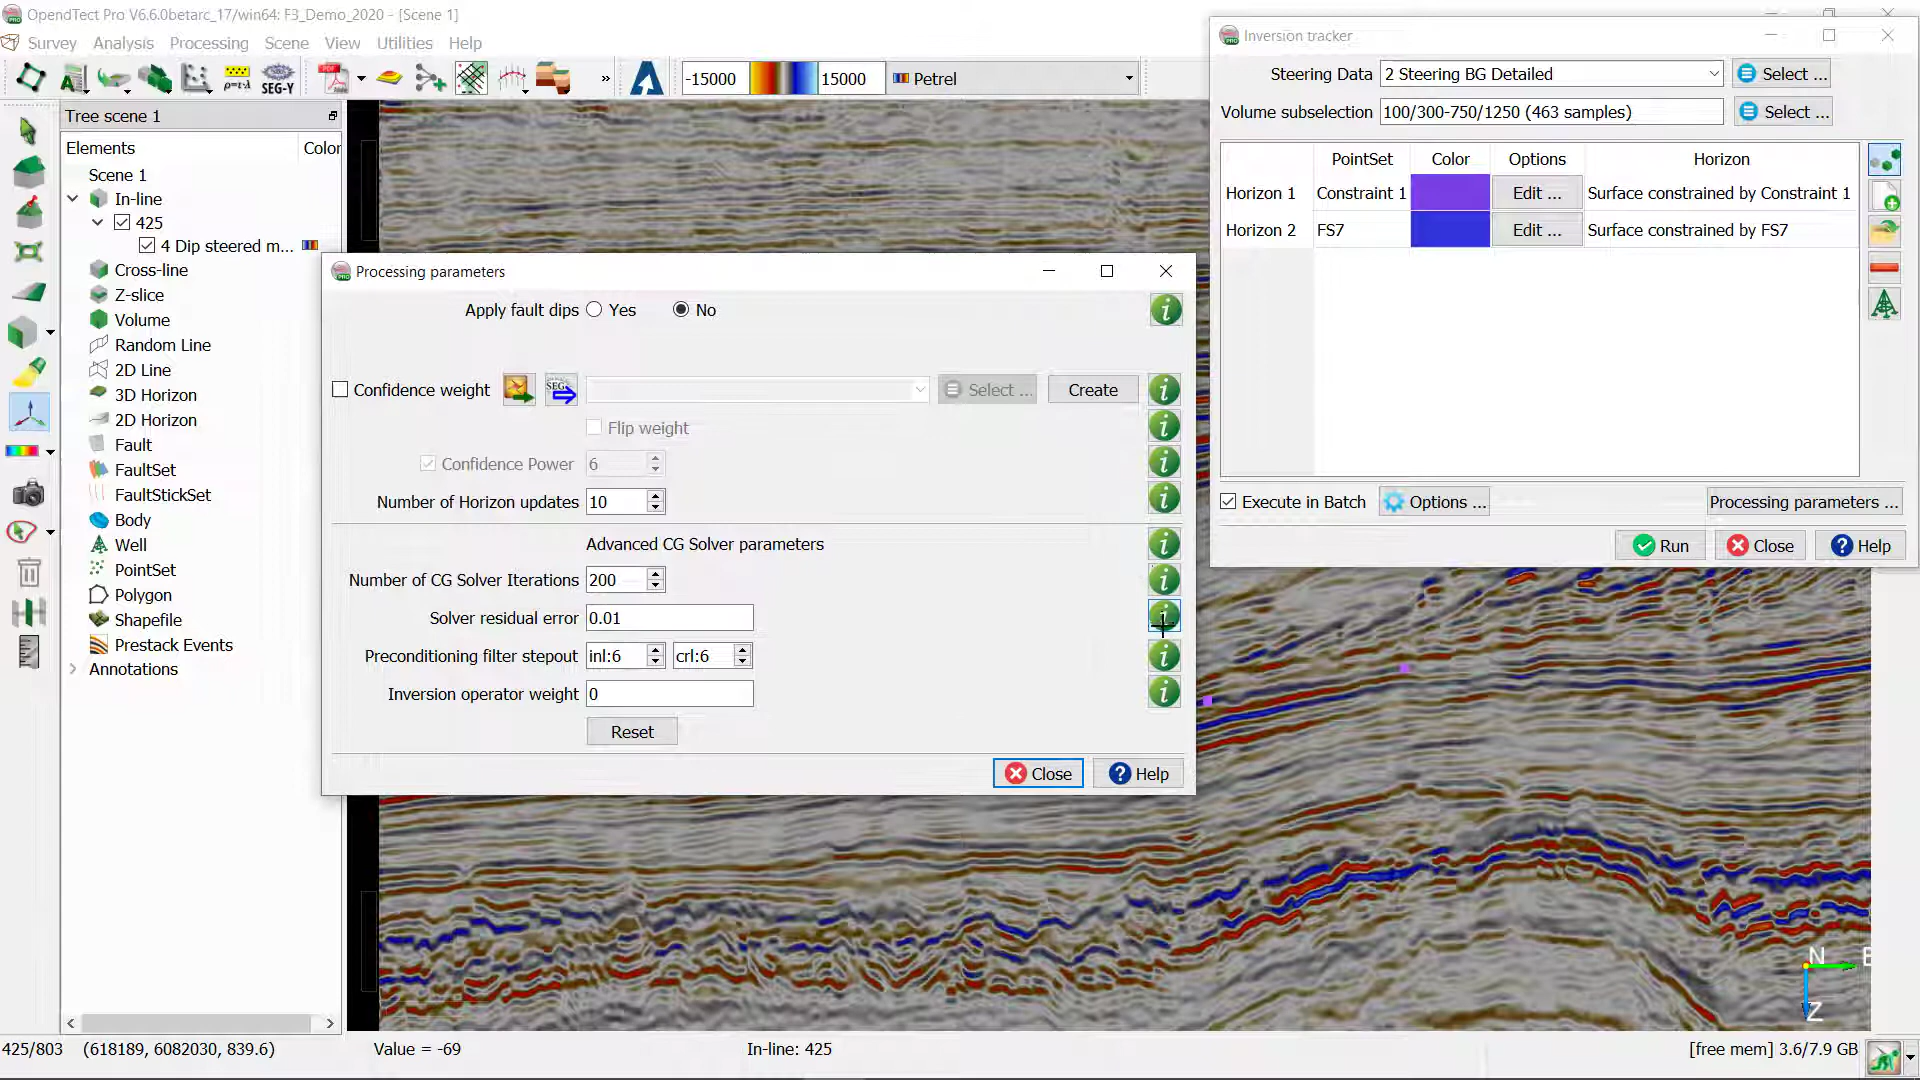 OpendTect Pro V6.6.0betarc_17/win64: F3_Demo_2020 - [Scene 1]
Survey Analysis Processing Scene View Utilities Help
PDF SEG-Y » -15000 15000 Petrel
Tree scene 1
Elements Color
Scene 1
In-line
425
4 Dip steered m...
Cross-line
Z-slice
Volume
Random Line
2D Line
3D Horizon
2D Horizon
Fault
FaultSet
FaultStickSet
Body
Well
PointSet
Polygon
Shapefile
Prestack Events
Annotations
Inversion tracker
Steering Data 2 Steering BG Detailed Select ...
Volume subselection 100/300-750/1250 (463 samples) Select ...
PointSet Color Options Horizon
Horizon 1 Constraint 1 Edit ... Surface constrained by Constraint 1
Horizon 2 FS7 Edit ... Surface constrained by FS7
Execute in Batch Options ... Processing parameters ...
Run Close Help
Processing parameters
Apply fault dips Yes No
Confidence weight SEG Select ... Create
Flip weight
Confidence Power 6
Number of Horizon updates 10
Advanced CG Solver parameters
Number of CG Solver Iterations 200
Solver residual error 0.01
Preconditioning filter stepout inl:6 crl:6
Inversion operator weight 0
Reset
Close Help
N E
Z
425/803 (618189, 6082030, 839.6) Value = -69 In-line: 425 [free mem] 3.6/7.9 GB